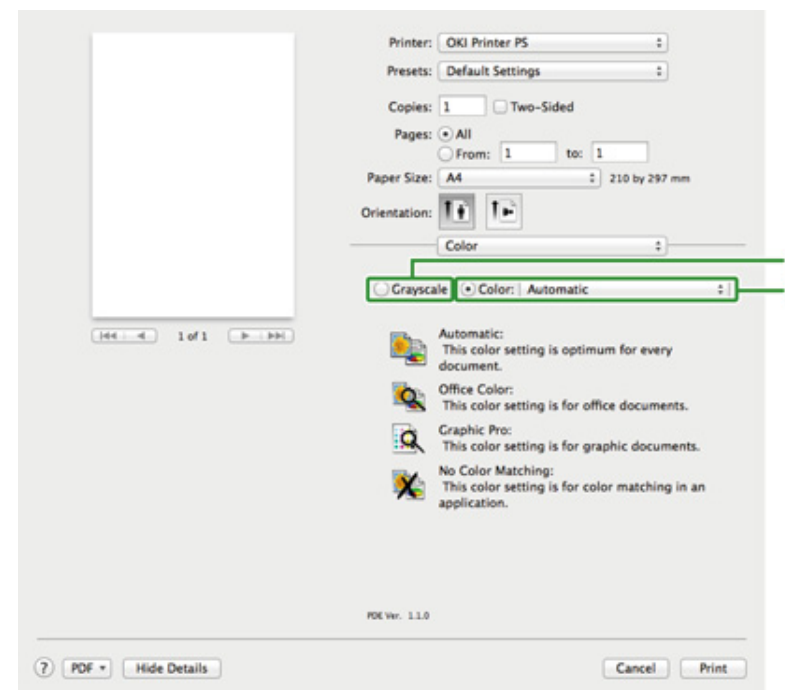 Printer: OKI Printer PS
Presets: Default Settings
Copies: 1 Two-Sided
Pages: All
From: 1 to: 1
Paper Size: A4 210 by 297 mm
Orientation:
Color
Grayscale Color: Automatic
1 of 1
Automatic:
This color setting is optimum for every
document.
Office Color:
This color setting is for office documents.
Graphic Pro:
This color setting is for graphic documents.
No Color Matching:
This color setting is for color matching in an
application.
PDE Ver. 1.1.0
? PDF Hide Details Cancel Print